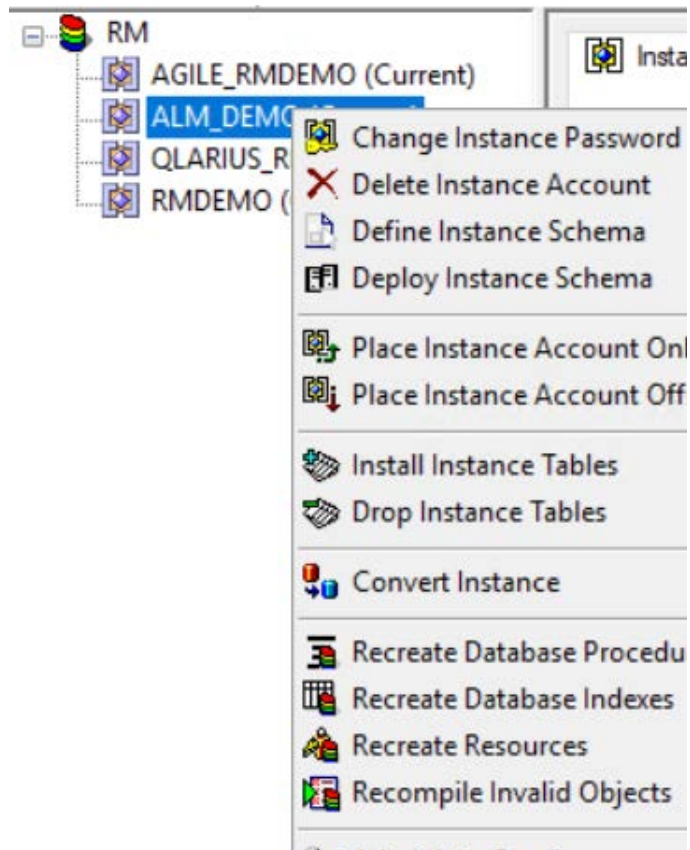 RM
AGILE_RMDEMO (Current)
ALM_DEMO
QLARIUS_R
RMDEMO (
Insta
Change Instance Password
Delete Instance Account
Define Instance Schema
Deploy Instance Schema
Place Instance Account Onl
Place Instance Account Off
Install Instance Tables
Drop Instance Tables
Convert Instance
Recreate Database Procedu
Recreate Database Indexes
Recreate Resources
Recompile Invalid Objects